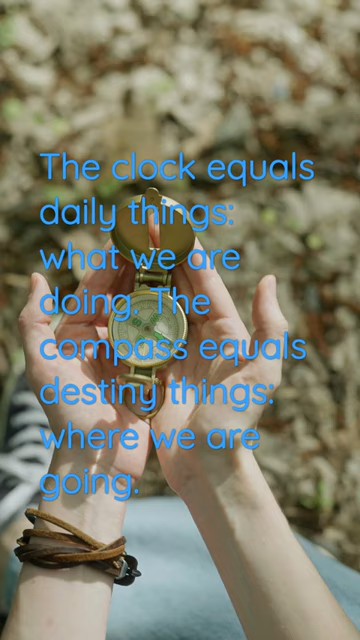 The clock equals
daily things:
what we are
doing. The
compass equals
destiny things:
where we are
going.